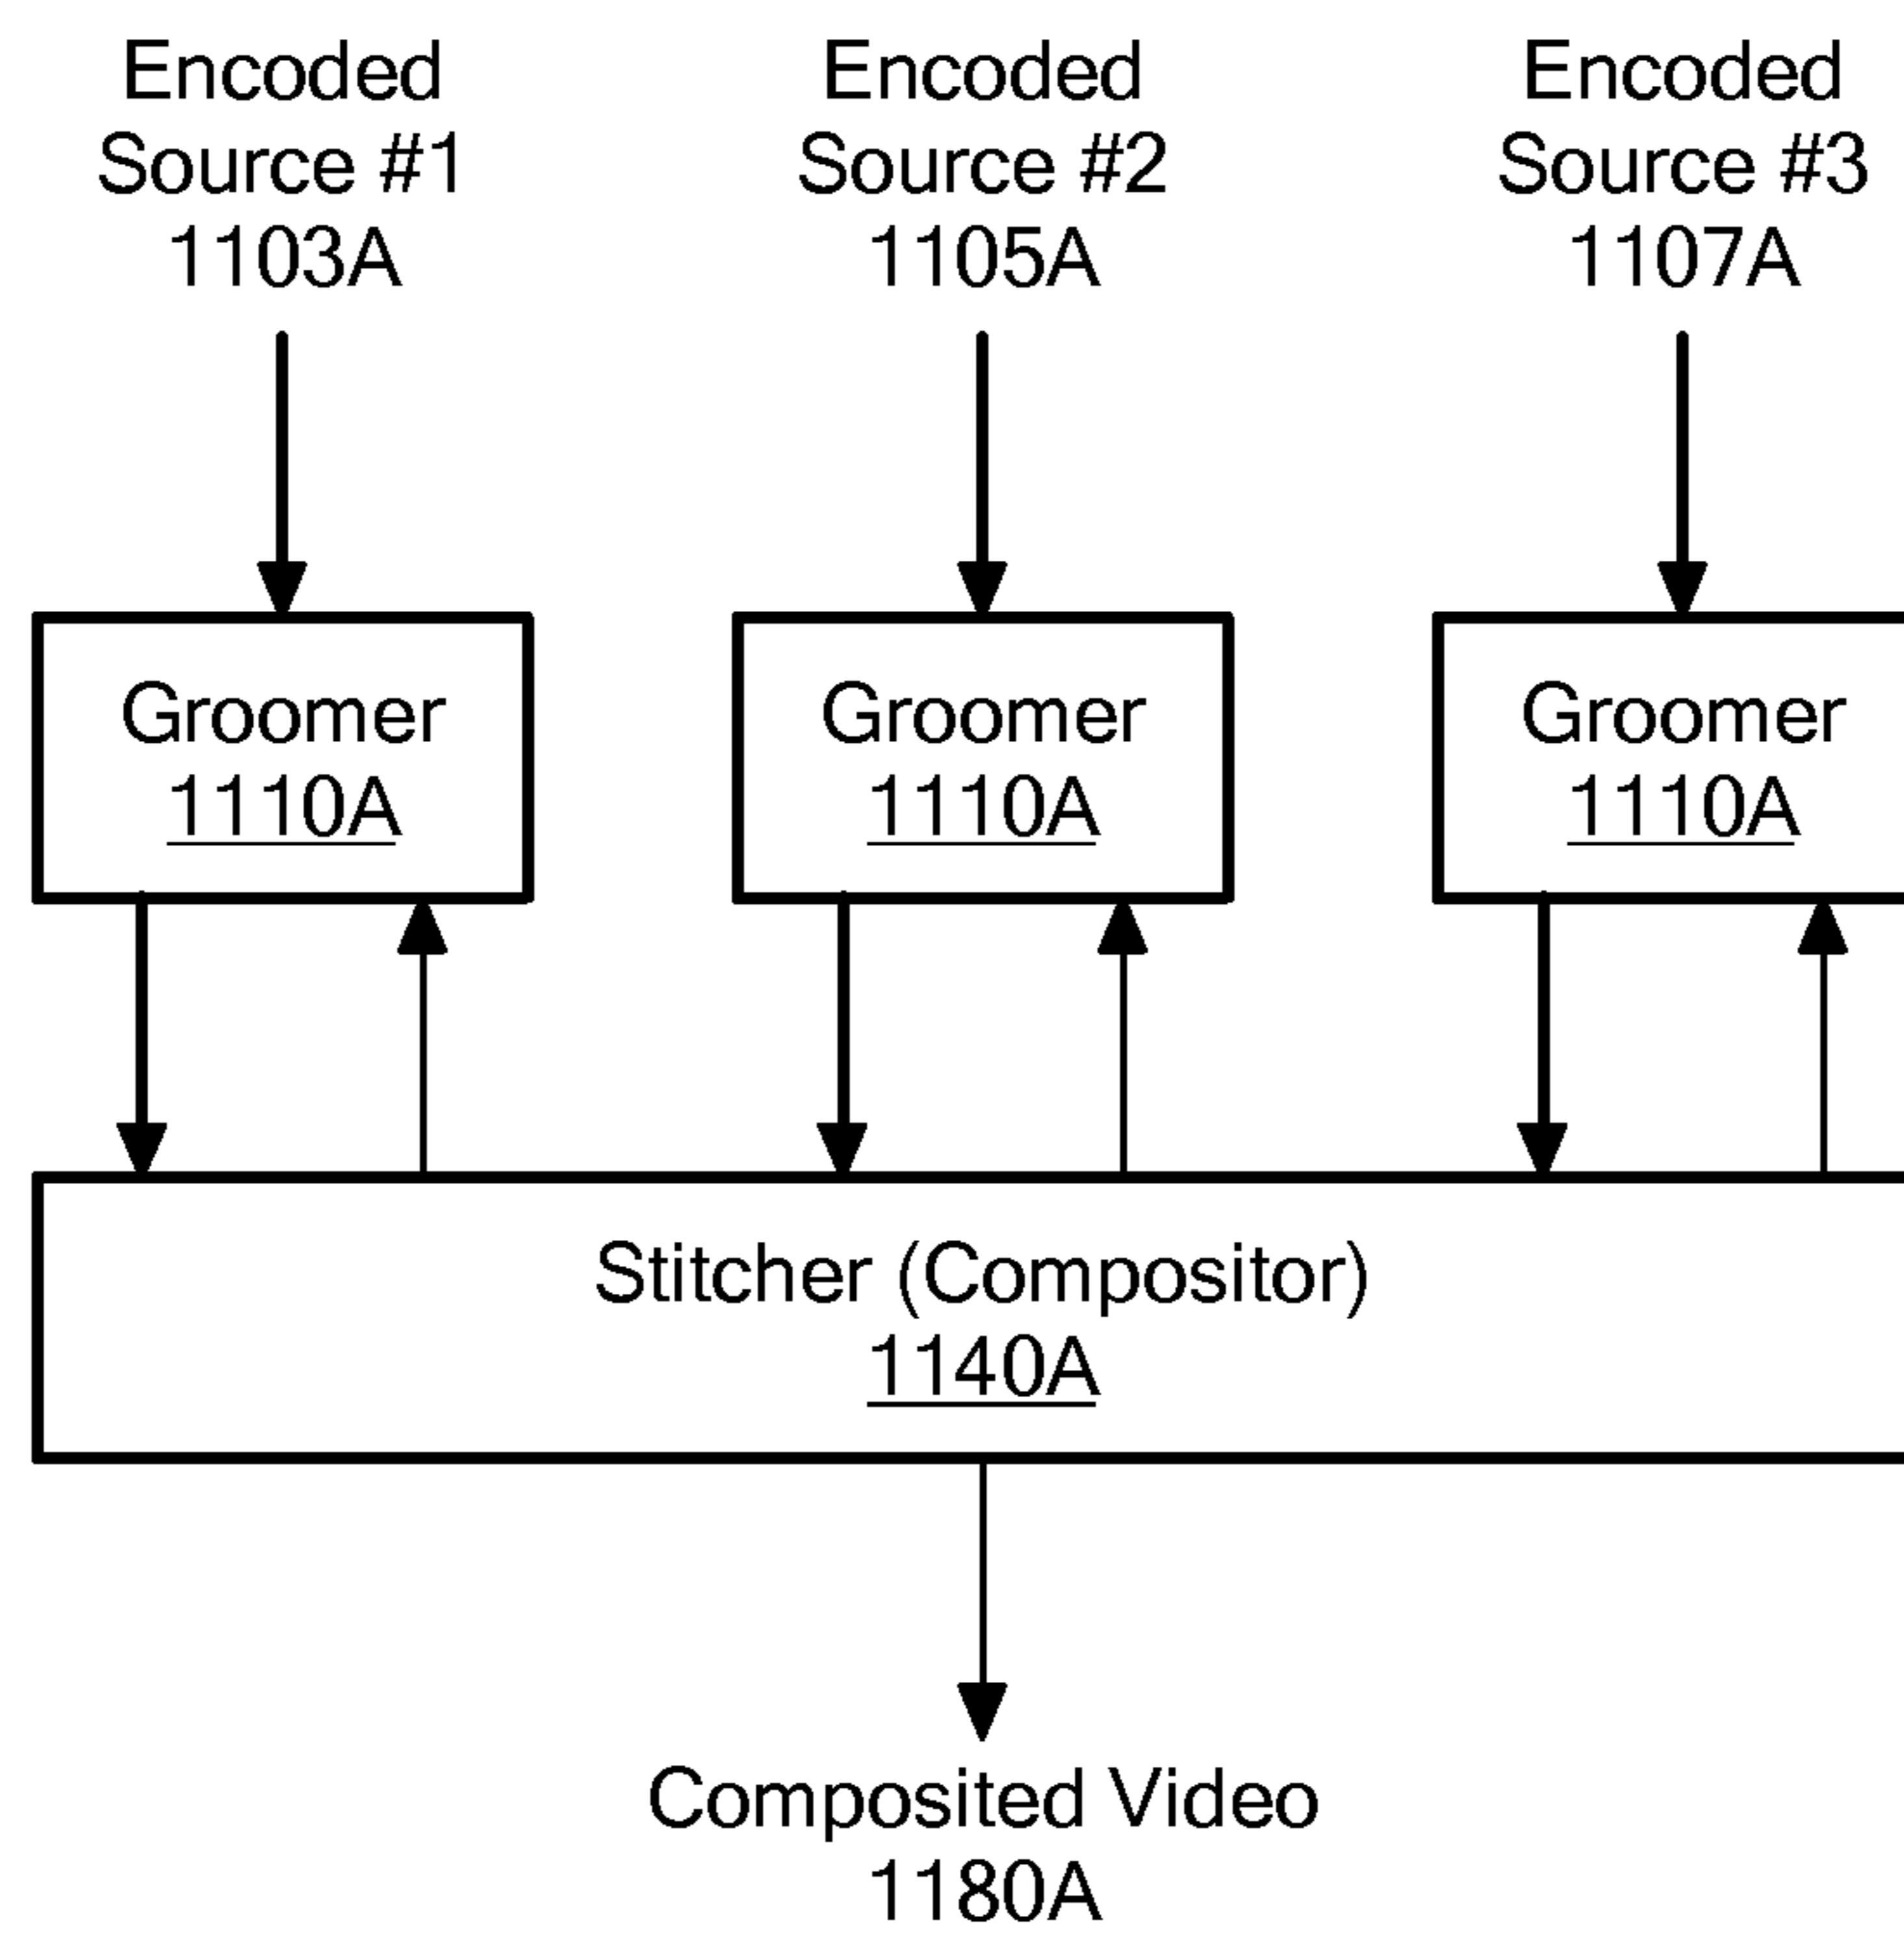 Encoded
Source #1
1103A
Encoded
Source #2
1105A
Encoded
Source #3
1107A
Groomer
1110A
Groomer
1110A
Groomer
1110A
Stitcher (Compositor)
1140A
Composited Video
1180A